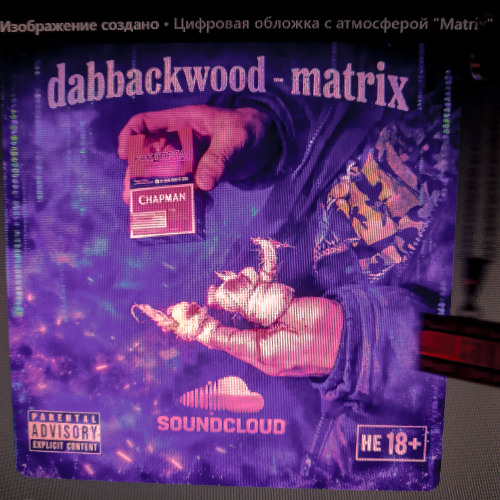 Изображение создано • Цифровая обложка с атмосферой "Matrix"
dabbackwood - matrix
CHAPMAN
SOUNDCLOUD
PARENTAL
ADVISORY
EXPLICIT CONTENT
НЕ 18+